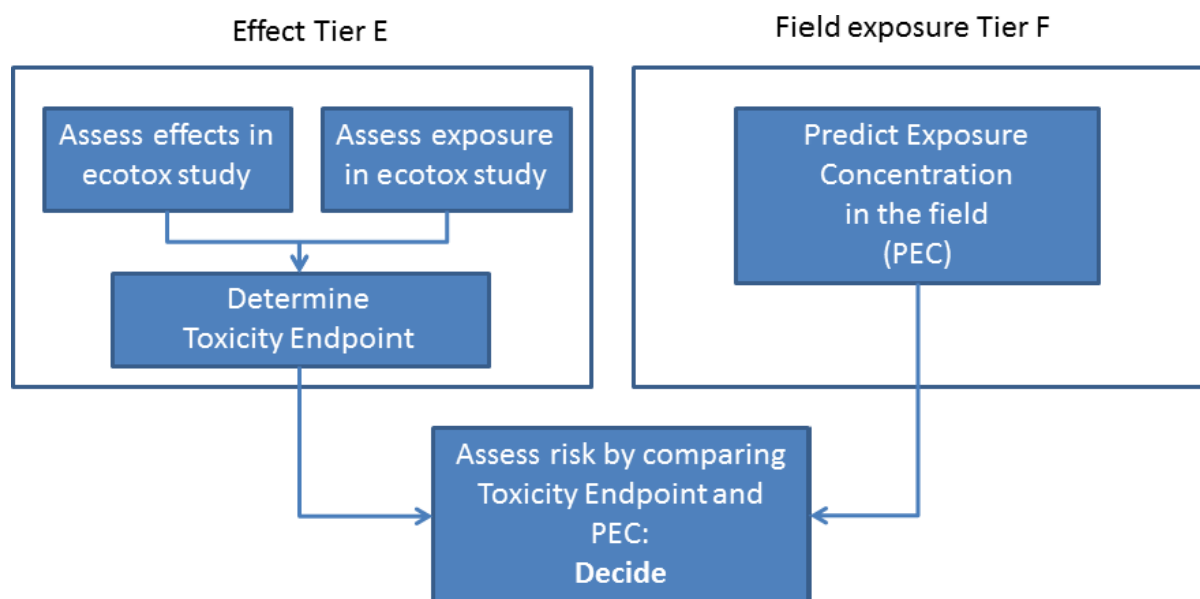 Effect Tier E
Field exposure Tier F
Assess effects in
ecotox study
Assess exposure
in ecotox study
Predict Exposure
Concentration
in the field
(PEC)
Determine
Toxicity Endpoint
Assess risk by comparing
Toxicity Endpoint and
PEC:
Decide